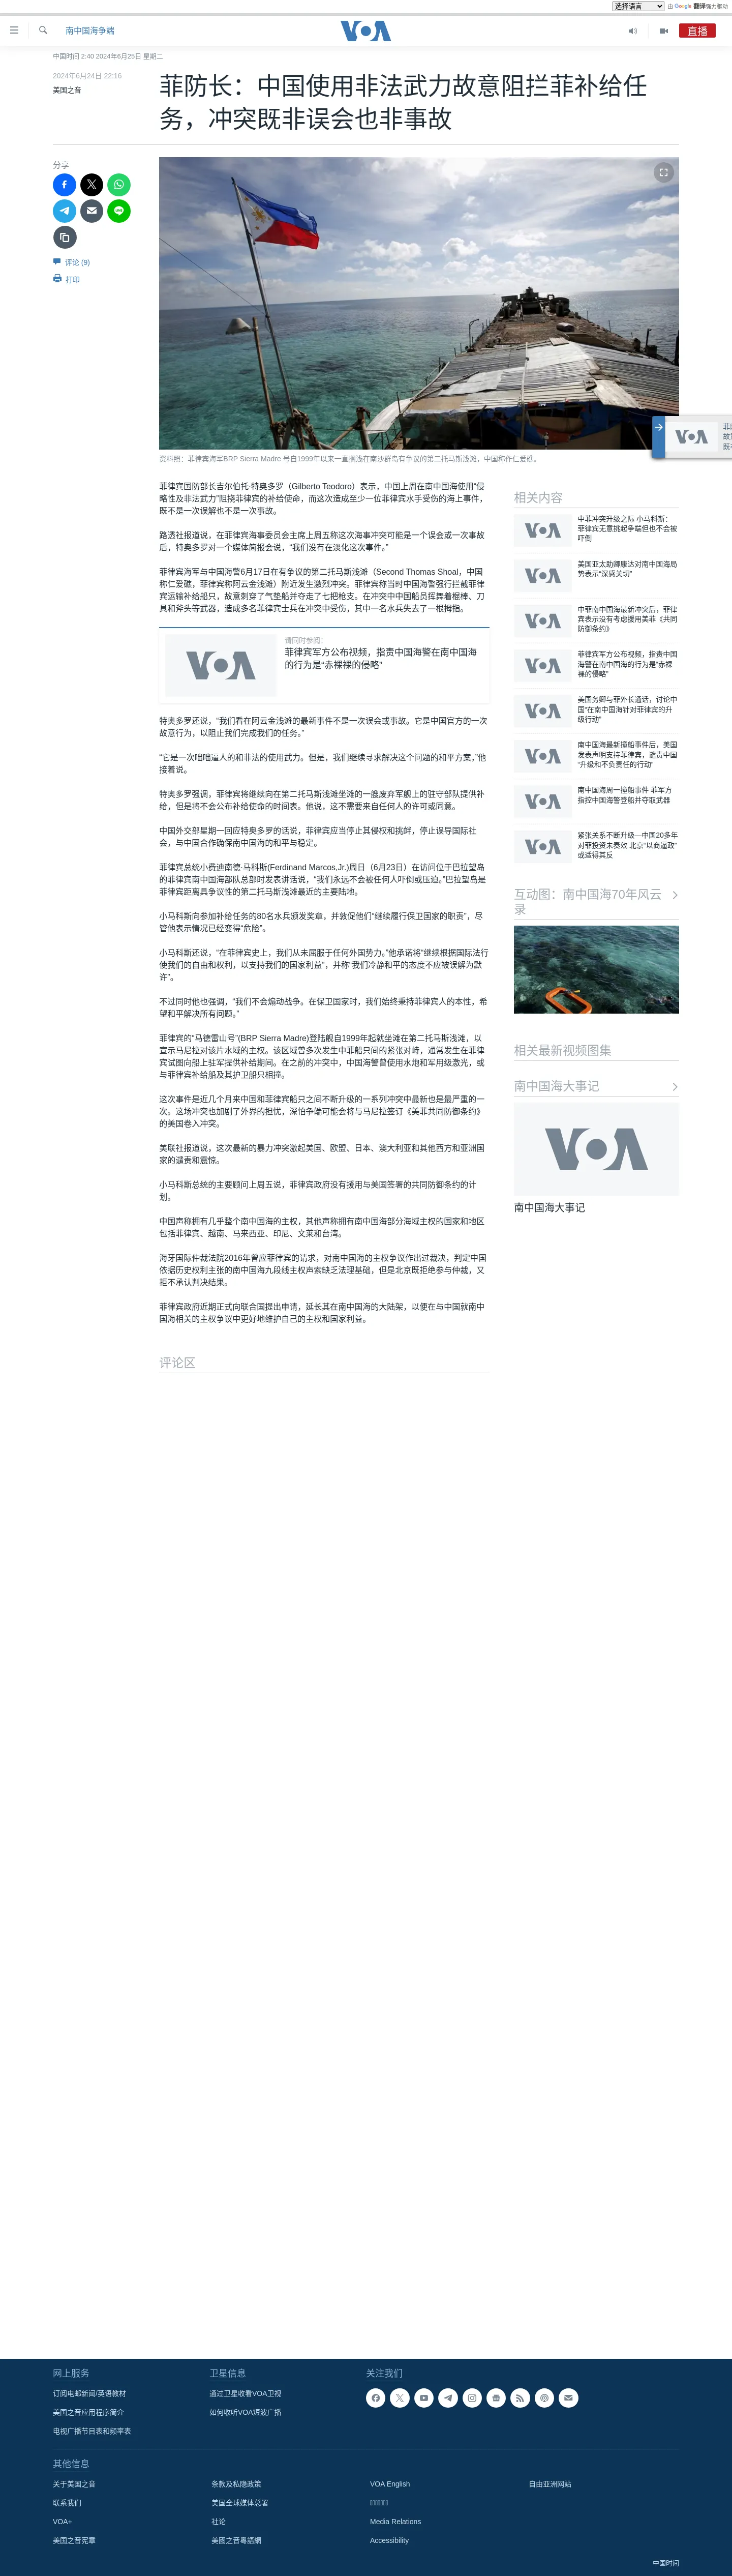 选择语言 由 Google 翻译强力驱动
南中国海争端
VOA
直播
中国时间 2:40 2024年6月25日 星期二
2024年6月24日 22:16
美国之音
菲防长：中国使用非法武力故意阻拦菲补给任
务，冲突既非误会也非事故
分享
评论 (9)
打印
资料照：菲律宾海军BRP Sierra Madre 号自1999年以来一直搁浅在南沙群岛有争议的第二托马斯浅滩，中国称作仁爱礁。
菲律宾国防部长吉尔伯托·特奥多罗（Gilberto Teodoro）表示，中国上周在南中国海使用“侵
略性及非法武力”阻挠菲律宾的补给使命，而这次造成至少一位菲律宾水手受伤的海上事件，
既不是一次误解也不是一次事故。
路透社报道说，在菲律宾海事委员会主席上周五称这次海事冲突可能是一个误会或一次事故
后，特奥多罗对一个媒体简报会说，“我们没有在淡化这次事件。”
菲律宾海军与中国海警6月17日在有争议的第二托马斯浅滩（Second Thomas Shoal，中国
称仁爱礁，菲律宾称阿云金浅滩）附近发生激烈冲突。菲律宾称当时中国海警强行拦截菲律
宾运输补给船只，故意刺穿了气垫船并夺走了七把枪支。在冲突中中国船员挥舞着棍棒、大
刀具和斧头等武器，造成多名菲律宾士兵在冲突中受伤，其中一名水兵失去了一根拇指。
VOA
请同时参阅：
菲律宾军方公布视频，指责中国海警在南中国海
的行为是“赤裸裸的侵略”
特奥多罗还说，“我们看在阿云金浅滩的最新事件不是一次误会或事故。它是中国官方的一次
故意行为，以阻止我们完成我们的任务。”
“它是一次咄咄逼人的和非法的使用武力。但是，我们继续寻求解决这个问题的和平方案，”他
接着说。
特奥多罗强调，菲律宾将继续向在第二托马斯浅滩坐滩的一艘废弃军舰上的驻守部队提供补
给，但是将不会公布补给使命的时间表。他说，这不需要来自任何人的许可或同意。
中国外交部星期一回应特奥多罗的话说，菲律宾应当停止其侵权和挑衅，停止误导国际社
会，与中国合作确保南中国海的和平与稳定。
菲律宾总统小费迪南德·马科斯(Ferdinand Marcos,Jr.)周日（6月23日）在访问位于巴拉望岛
的菲律宾南中国海部队总部时发表讲话说，“我们永远不会被任何人吓倒或压迫。”巴拉望岛是
菲律宾距离具争议性的第二托马斯浅滩最近的主要陆地。
小马科斯向参加补给任务的80名水兵颁发奖章，并敦促他们“继续履行保卫国家的职责”，尽
管他表示情况已经变得“危险”。
小马科斯还说，“在菲律宾史上，我们从未屈服于任何外国势力。”他承诺将“继续根据国际法行
使我们的自由和权利，以支持我们的国家利益”，并称“我们冷静和平的态度不应被误解为默
许”。
不过同时他也强调，“我们不会煽动战争。在保卫国家时，我们始终秉持菲律宾人的本性，希
望和平解决所有问题。”
菲律宾的“马德雷山号”(BRP Sierra Madre)登陆舰自1999年起就坐滩在第二托马斯浅滩，以
宣示马尼拉对该片水域的主权。该区域曾多次发生中菲船只间的紧张对峙，通常发生在菲律
宾试图向船上驻军提供补给期间。在之前的冲突中，中国海警曾使用水炮和军用级激光，或
与菲律宾补给船及其护卫船只相撞。
这次事件是近几个月来中国和菲律宾船只之间不断升级的一系列冲突中最新也是最严重的一
次。这场冲突也加剧了外界的担忧，深怕争端可能会将与马尼拉签订《美菲共同防御条约》
的美国卷入冲突。
美联社报道说，这次最新的暴力冲突激起美国、欧盟、日本、澳大利亚和其他西方和亚洲国
家的谴责和震惊。
小马科斯总统的主要顾问上周五说，菲律宾政府没有援用与美国签署的共同防御条约的计
划。
中国声称拥有几乎整个南中国海的主权，其他声称拥有南中国海部分海域主权的国家和地区
包括菲律宾、越南、马来西亚、印尼、文莱和台湾。
海牙国际仲裁法院2016年曾应菲律宾的请求，对南中国海的主权争议作出过裁决，判定中国
依据历史权利主张的南中国海九段线主权声索缺乏法理基础，但是北京既拒绝参与仲裁，又
拒不承认判决结果。
菲律宾政府近期正式向联合国提出申请，延长其在南中国海的大陆架，以便在与中国就南中
国海相关的主权争议中更好地维护自己的主权和国家利益。
评论区
VOA
相关内容
VOA
中菲冲突升级之际 小马科斯：
菲律宾无意挑起争端但也不会被
吓倒
VOA
美国亚太助卿康达对南中国海局
势表示“深感关切”
VOA
中菲南中国海最新冲突后，菲律
宾表示没有考虑援用美菲《共同
防御条约》
VOA
菲律宾军方公布视频，指责中国
海警在南中国海的行为是“赤裸
裸的侵略”
VOA
美国务卿与菲外长通话，讨论中
国“在南中国海针对菲律宾的升
级行动”
VOA
南中国海最新撞船事件后，美国
发表声明支持菲律宾，谴责中国
“升级和不负责任的行动”
VOA
南中国海周一撞船事件 菲军方
指控中国海警登船并夺取武器
VOA
紧张关系不断升级—中国20多年
对菲投资未奏效 北京“以商逼政”
或适得其反
互动图：南中国海70年风云
录
相关最新视频图集
南中国海大事记
VOA
南中国海大事记
网上服务
订阅电邮新闻/英语教材
美国之音应用程序简介
电视广播节目表和频率表
卫星信息
通过卫星收看VOA卫视
如何收听VOA短波广播
关注我们
其他信息
关于美国之音
条款及私隐政策
VOA English
自由亚洲网站
联系我们
美国全球媒体总署
VOA+
社论
Media Relations
美国之音宪章
美國之音粵語網
Accessibility
中国时间